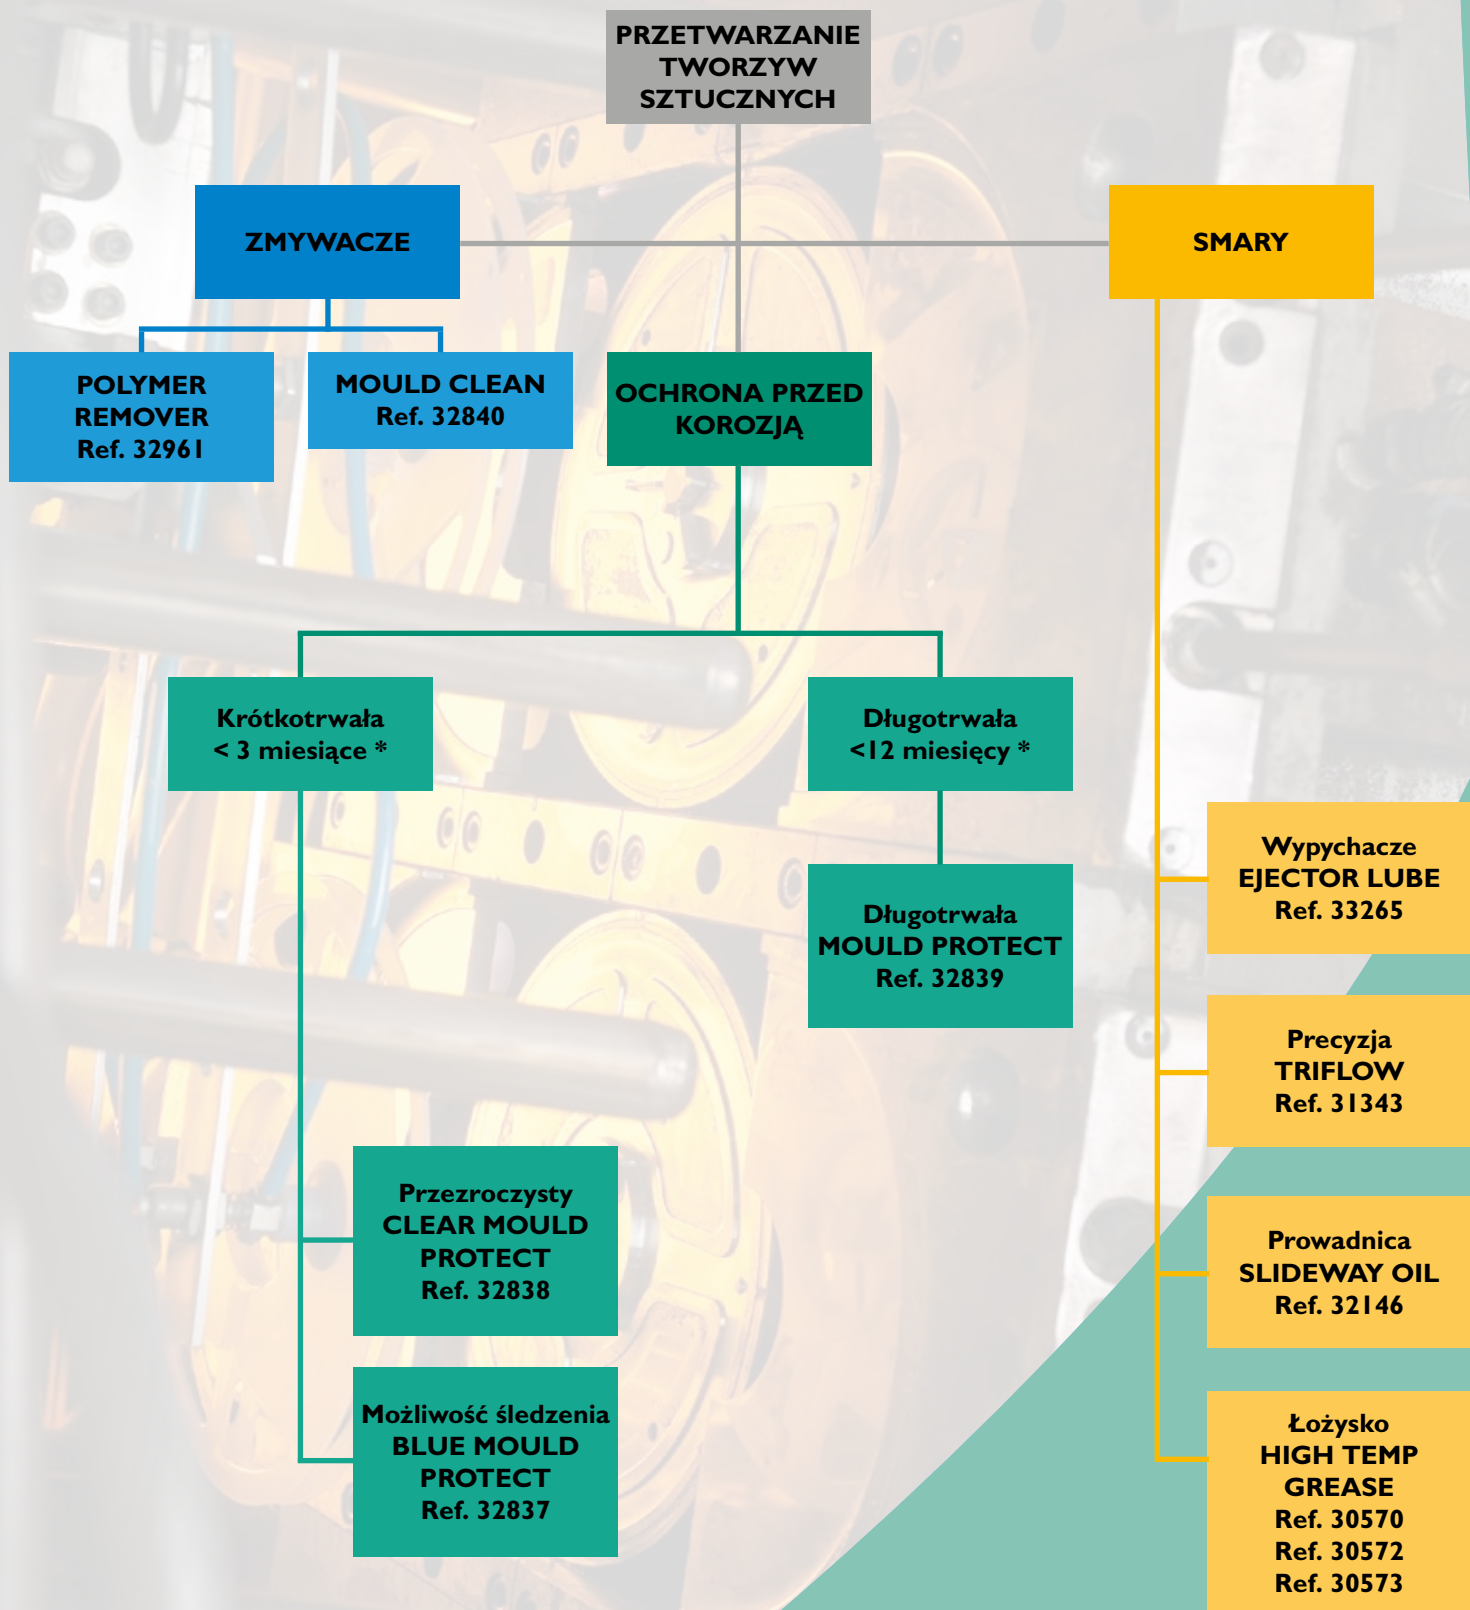 PRZETWARZANIE
TWORZYW
SZTUCZNYCH
ZMYWACZE
SMARY
POLYMER
REMOVER
Ref. 32961
MOULD CLEAN
Ref. 32840
OCHRONA PRZED
KOROZJĄ
Krótkotrwała
< 3 miesiące *
Długotrwała
<12 miesięcy *
Wypychacze
EJECTOR LUBE
Ref. 33265
Długotrwała
MOULD PROTECT
Ref. 32839
Precyzja
TRIFLOW
Ref. 31343
Przezroczysty
CLEAR MOULD
PROTECT
Ref. 32838
Prowadnica
SLIDEWAY OIL
Ref. 32146
Możliwość śledzenia
BLUE MOULD
PROTECT
Ref. 32837
Łożysko
HIGH TEMP
GREASE
Ref. 30570
Ref. 30572
Ref. 30573